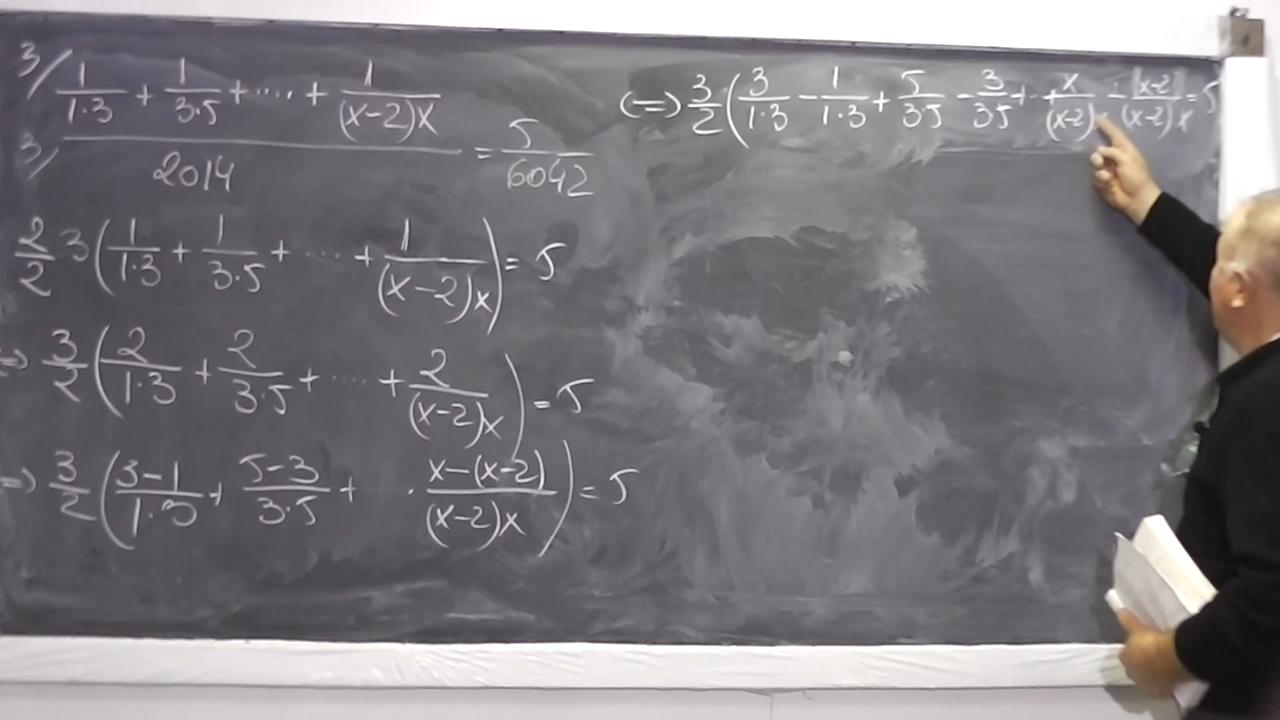 3/ 1/(1·3) + 1/(3·5) + ···· + 1/((x-2)x)
3/ 2014 = 5/6042
2/2 3(1/(1·3) + 1/(3·5) + ···· + 1/((x-2)x)) = 5
=> 3/2 (2/(1·3) + 2/(3·5) + ···· + 2/((x-2)x)) = 5
=> 3/2 ((3-1)/(1·3) + (5-3)/(3·5) + · · (x-(x-2))/((x-2)x)) = 5
<=> 3/2 (3/(1·3) - 1/(1·3) + 5/(3·5) - 3/(3·5) + ·· + x/((x-2)x) - (x-2)/((x-2)x) = 5